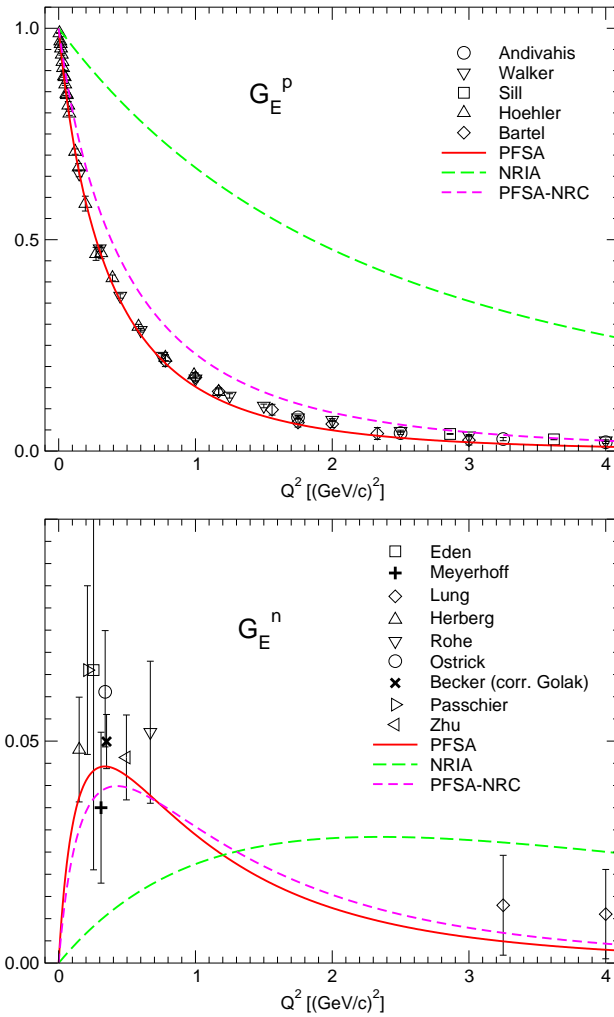 1.0
0.5
0.0
G_E^p
Andivahis
Walker
Sill
Hoehler
Bartel
PFSA
NRIA
PFSA-NRC
0 1 2 3 4
Q^2 [(GeV/c)^2]
G_E^n
Eden
Meyerhoff
Lung
Herberg
Rohe
Ostrick
Becker (corr. Golak)
Passchier
Zhu
PFSA
NRIA
PFSA-NRC
0.05
0.00
0 1 2 3 4
Q^2 [(GeV/c)^2]